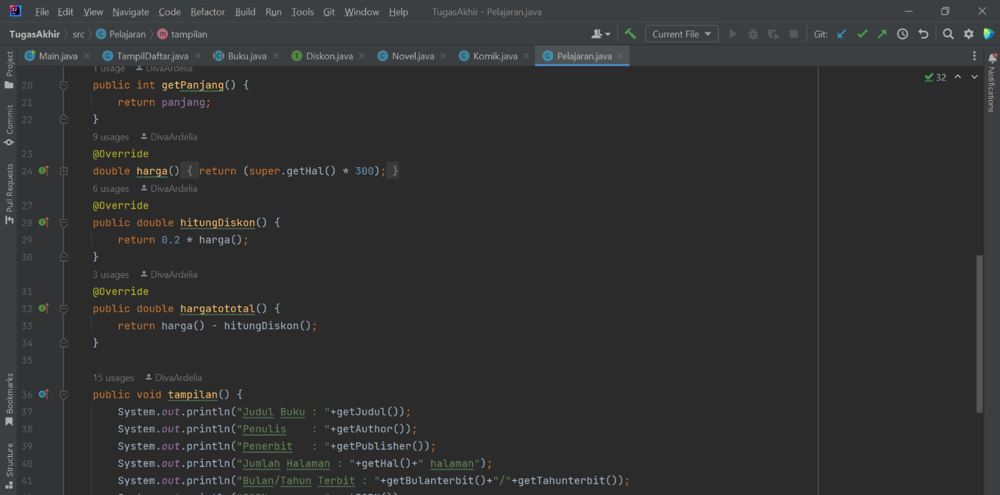 File Edit View Navigate Code Refactor Build Run Tools Git Window Help TugasAkhir - Pelajaran.java
TugasAkhir src Pelajaran tampilan Current File Git:
Main.java TampilDaftar.java Buku.java Diskon.java Novel.java Komik.java Pelajaran.java
Project
Commit
Pull Requests
Bookmarks
Structure
Notifications
32
1 usage DivaArdelia
20 public int getPanjang() {
21 return panjang;
22 }
9 usages DivaArdelia
23 @Override
24 double harga() { return (super.getHal() * 300); }
6 usages DivaArdelia
27 @Override
28 public double hitungDiskon() {
29 return 0.2 * harga();
30 }
3 usages DivaArdelia
31 @Override
32 public double hargatototal() {
33 return harga() - hitungDiskon();
34 }
35
15 usages DivaArdelia
36 public void tampilan() {
37 System.out.println("Judul Buku : "+getJudul());
38 System.out.println("Penulis    : "+getAuthor());
39 System.out.println("Penerbit   : "+getPublisher());
40 System.out.println("Jumlah Halaman : "+getHal()+" halaman");
41 System.out.println("Bulan/Tahun Terbit : "+getBulanterbit()+"/"+getTahunterbit());